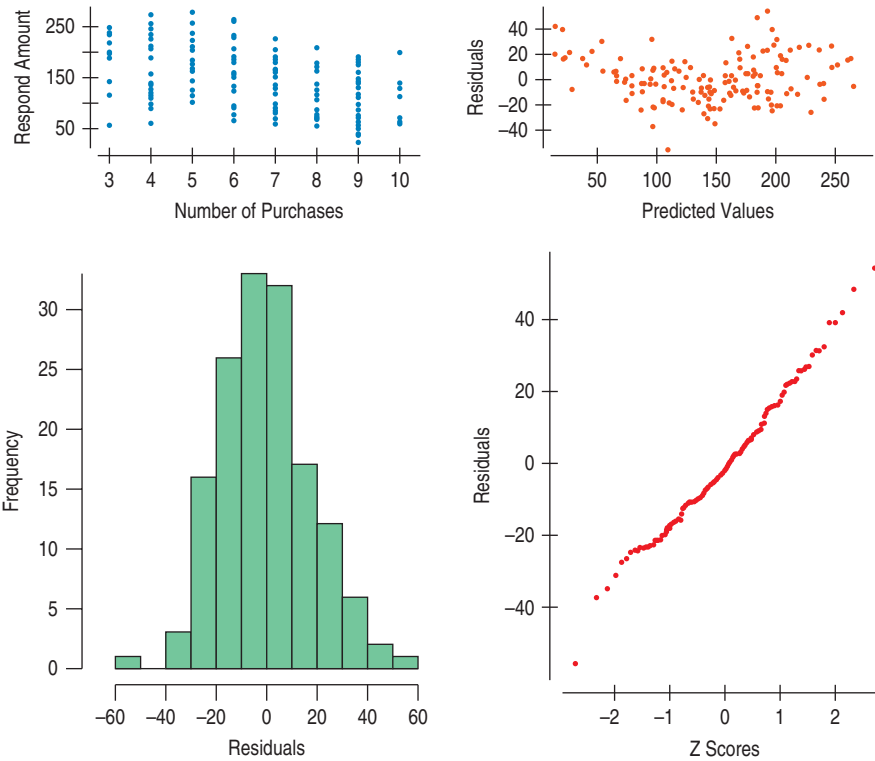 Respond Amount
250
150
50
3 4 5 6 7 8 9 10
Number of Purchases
Residuals
40
20
0
−20
−40
50 100 150 200 250
Predicted Values
Frequency
30
25
20
15
10
5
0
−60 −40 −20 0 20 40 60
Residuals
Residuals
40
20
0
−20
−40
−2 −1 0 1 2
Z Scores